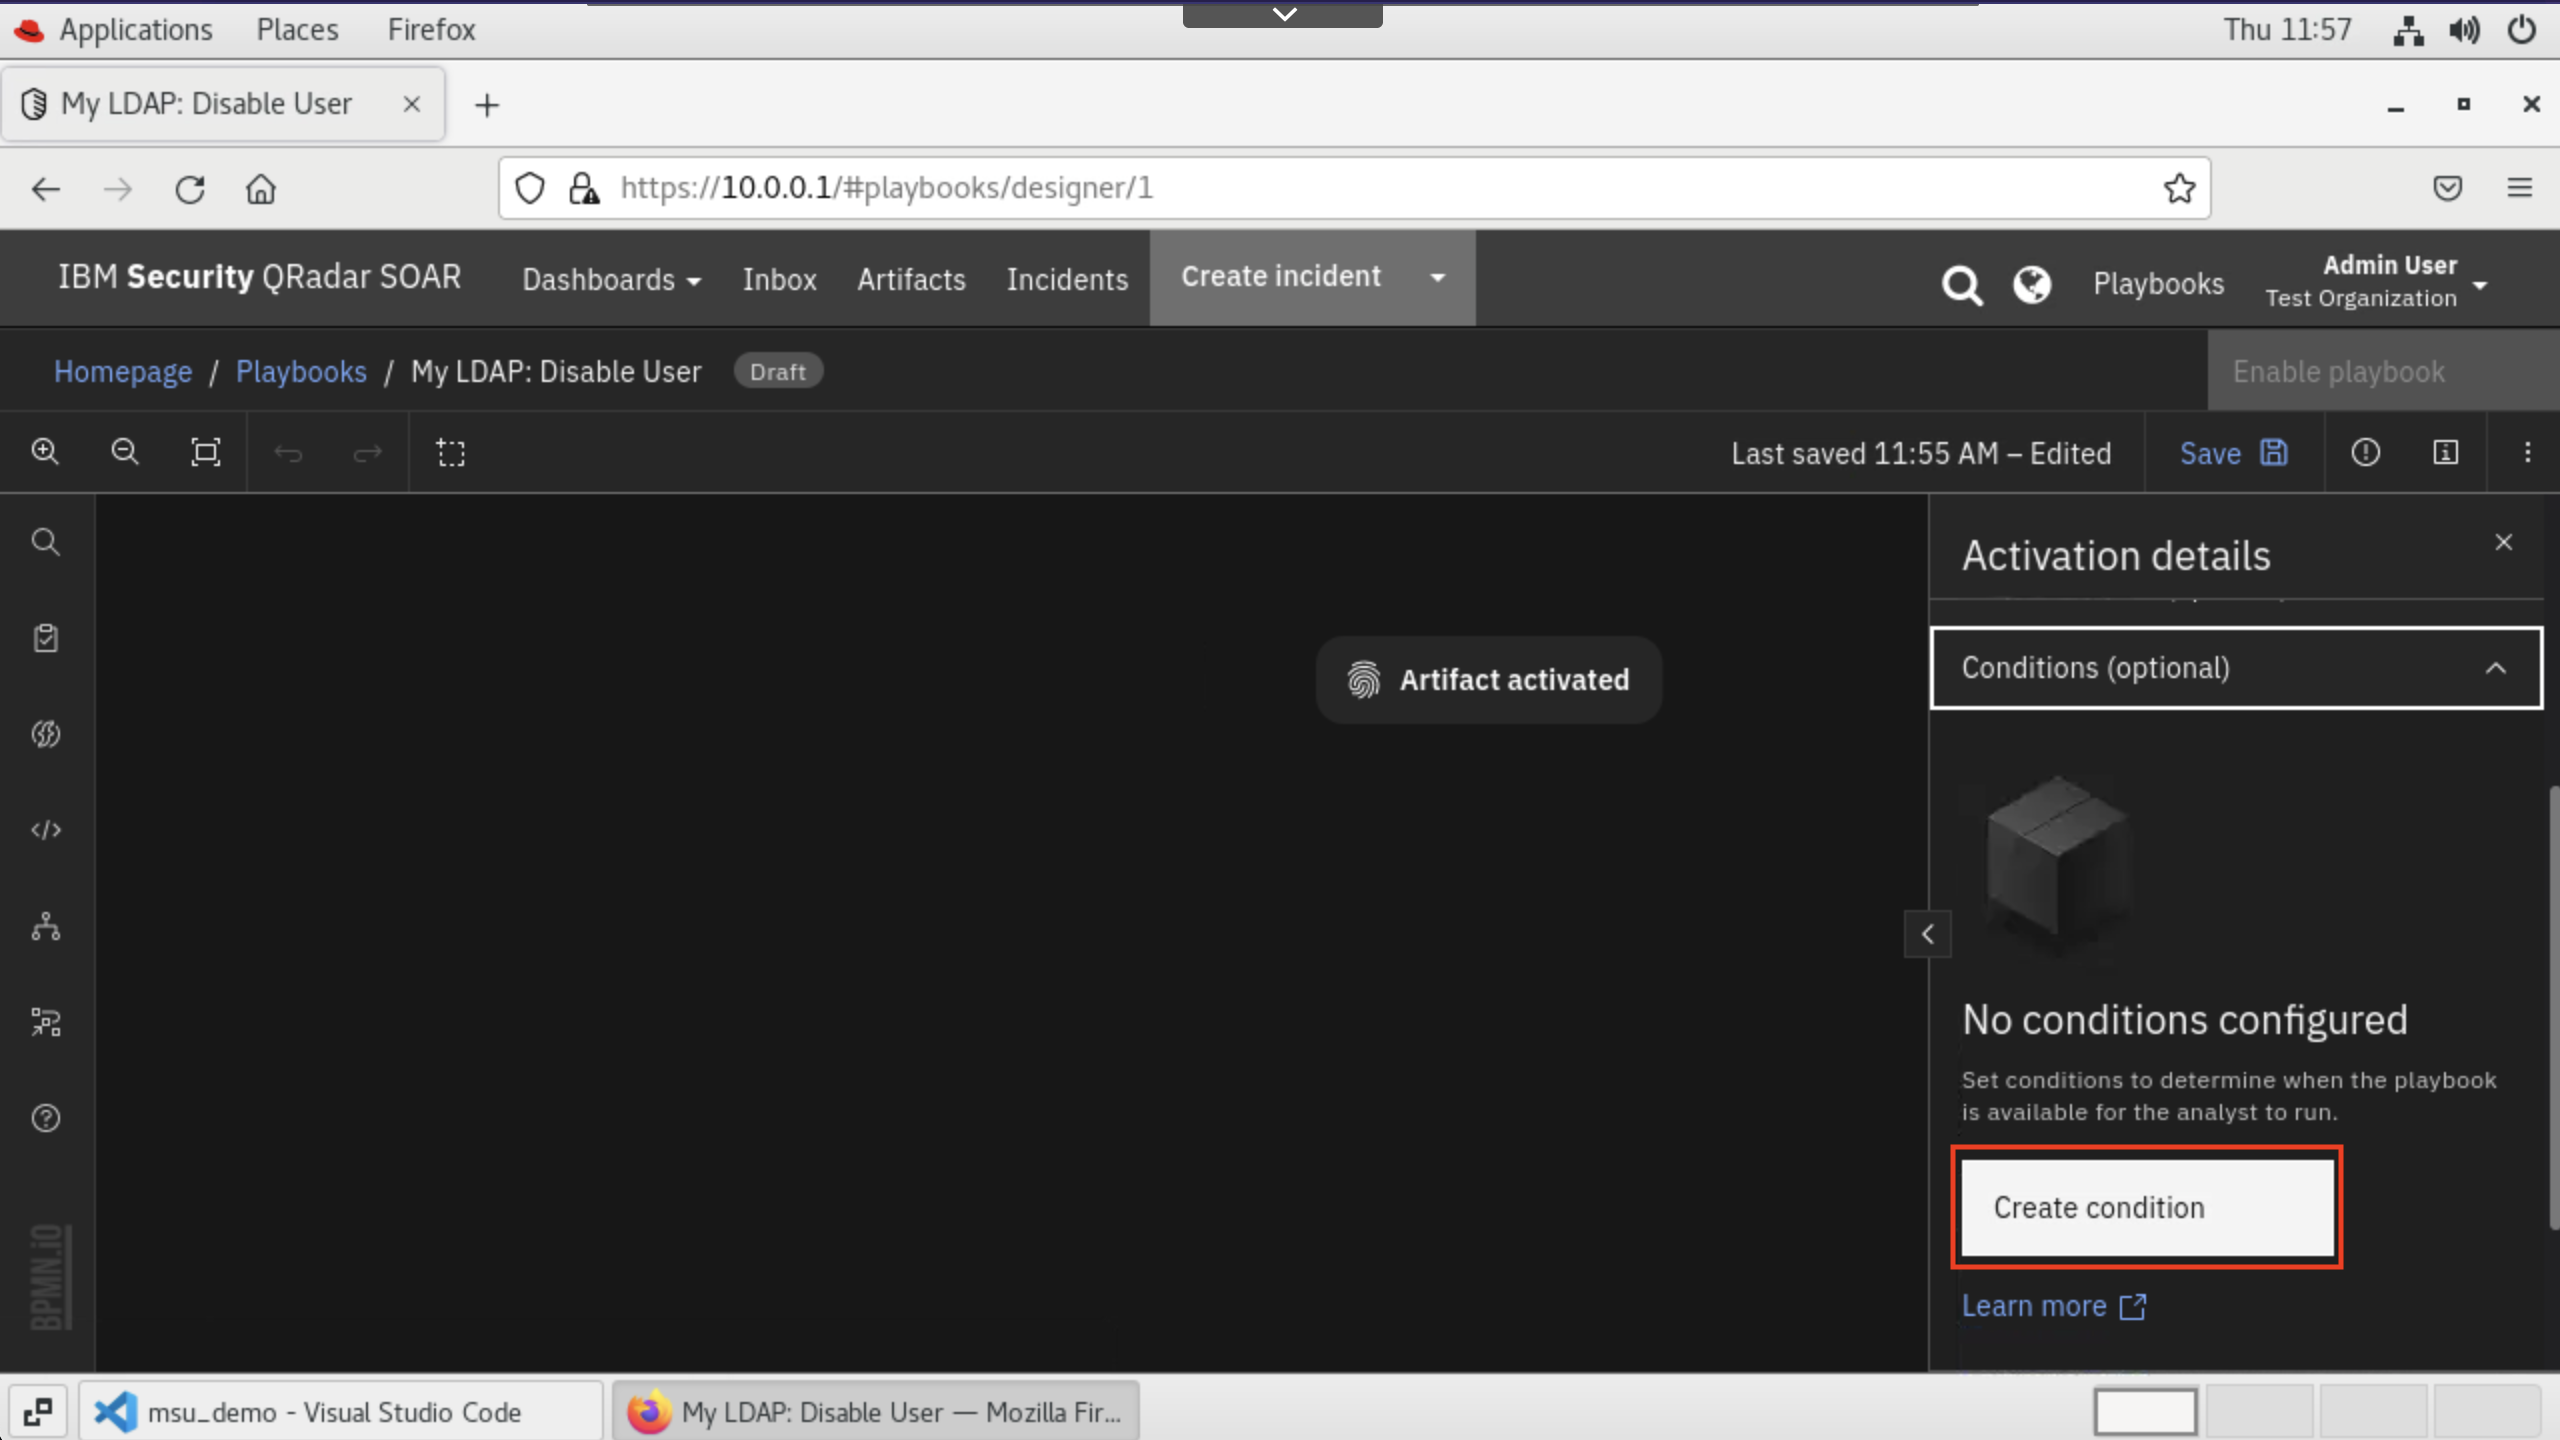 Applications Places Firefox Thu 11:57
My LDAP: Disable User
https://10.0.0.1/#playbooks/designer/1
IBM Security QRadar SOAR Dashboards Inbox Artifacts Incidents Create incident Playbooks Admin User
Test Organization
Homepage / Playbooks / My LDAP: Disable User Draft Enable playbook
Last saved 11:55 AM – Edited Save
Activation details
Conditions (optional)
Artifact activated
No conditions configured
Set conditions to determine when the playbook
is available for the analyst to run.
Create condition
Learn more
BPMN.iO
msu_demo - Visual Studio Code My LDAP: Disable User — Mozilla Fir...